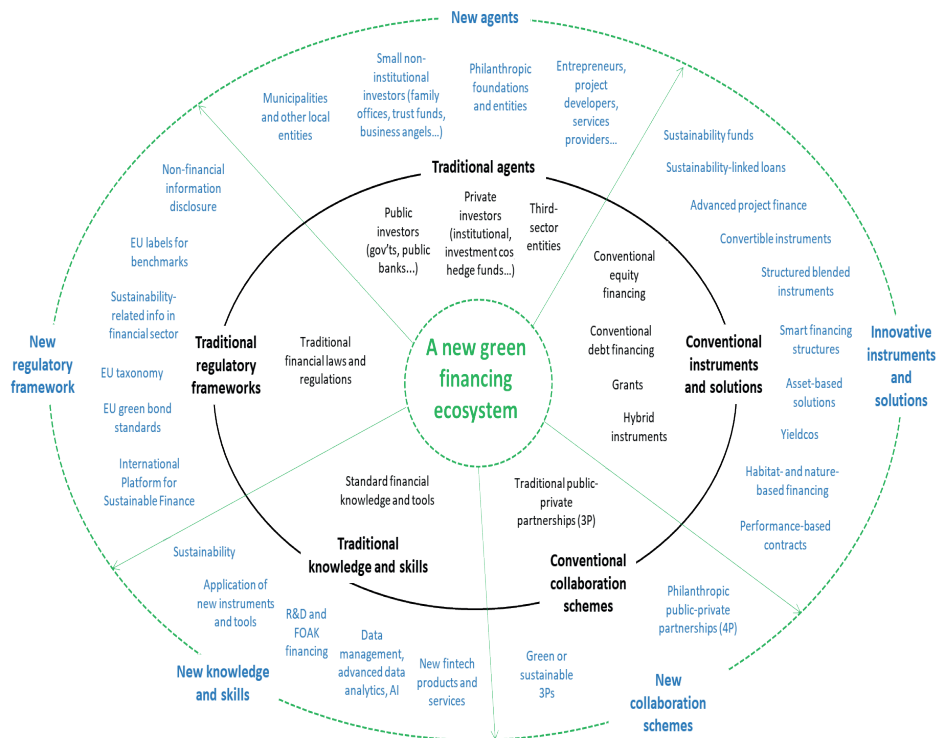 New agents
Small non-
institutional
investors (family
offices, trust funds,
business angels...)
Philanthropic
foundations
and entities
Entrepreneurs,
project
developers,
services
providers...
Municipalities
and other local
entities
Traditional agents
Public
investors
(gov'ts, public
banks...)
Private
investors
(institutional,
investment cos
hedge funds...)
Third-
sector
entities
Sustainability funds
Sustainability-linked loans
Advanced project finance
Convertible instruments
Structured blended
instruments
Smart financing
structures
Asset-based
solutions
Yieldcos
Habitat- and nature-
based financing
Performance-based
contracts
Innovative
instruments
and
solutions
Conventional
equity
financing
Conventional
debt financing
Grants
Hybrid
instruments
Conventional
instruments
and solutions
Non-financial
information
disclosure
EU labels for
benchmarks
Sustainability-
related info in
financial sector
EU taxonomy
EU green bond
standards
International
Platform for
Sustainable Finance
New
regulatory
framework
Traditional
regulatory
frameworks
Traditional
financial laws and
regulations
A new green
financing
ecosystem
Standard financial
knowledge and tools
Traditional
knowledge and skills
Traditional public-
private
partnerships (3P)
Conventional
collaboration
schemes
Sustainability
Application of
new instruments
and tools
R&D and
FOAK
financing
Data
management,
advanced data
analytics, AI
New fintech
products and
services
New knowledge
and skills
Green or
sustainable
3Ps
Philanthropic
public-private
partnerships (4P)
New
collaboration
schemes